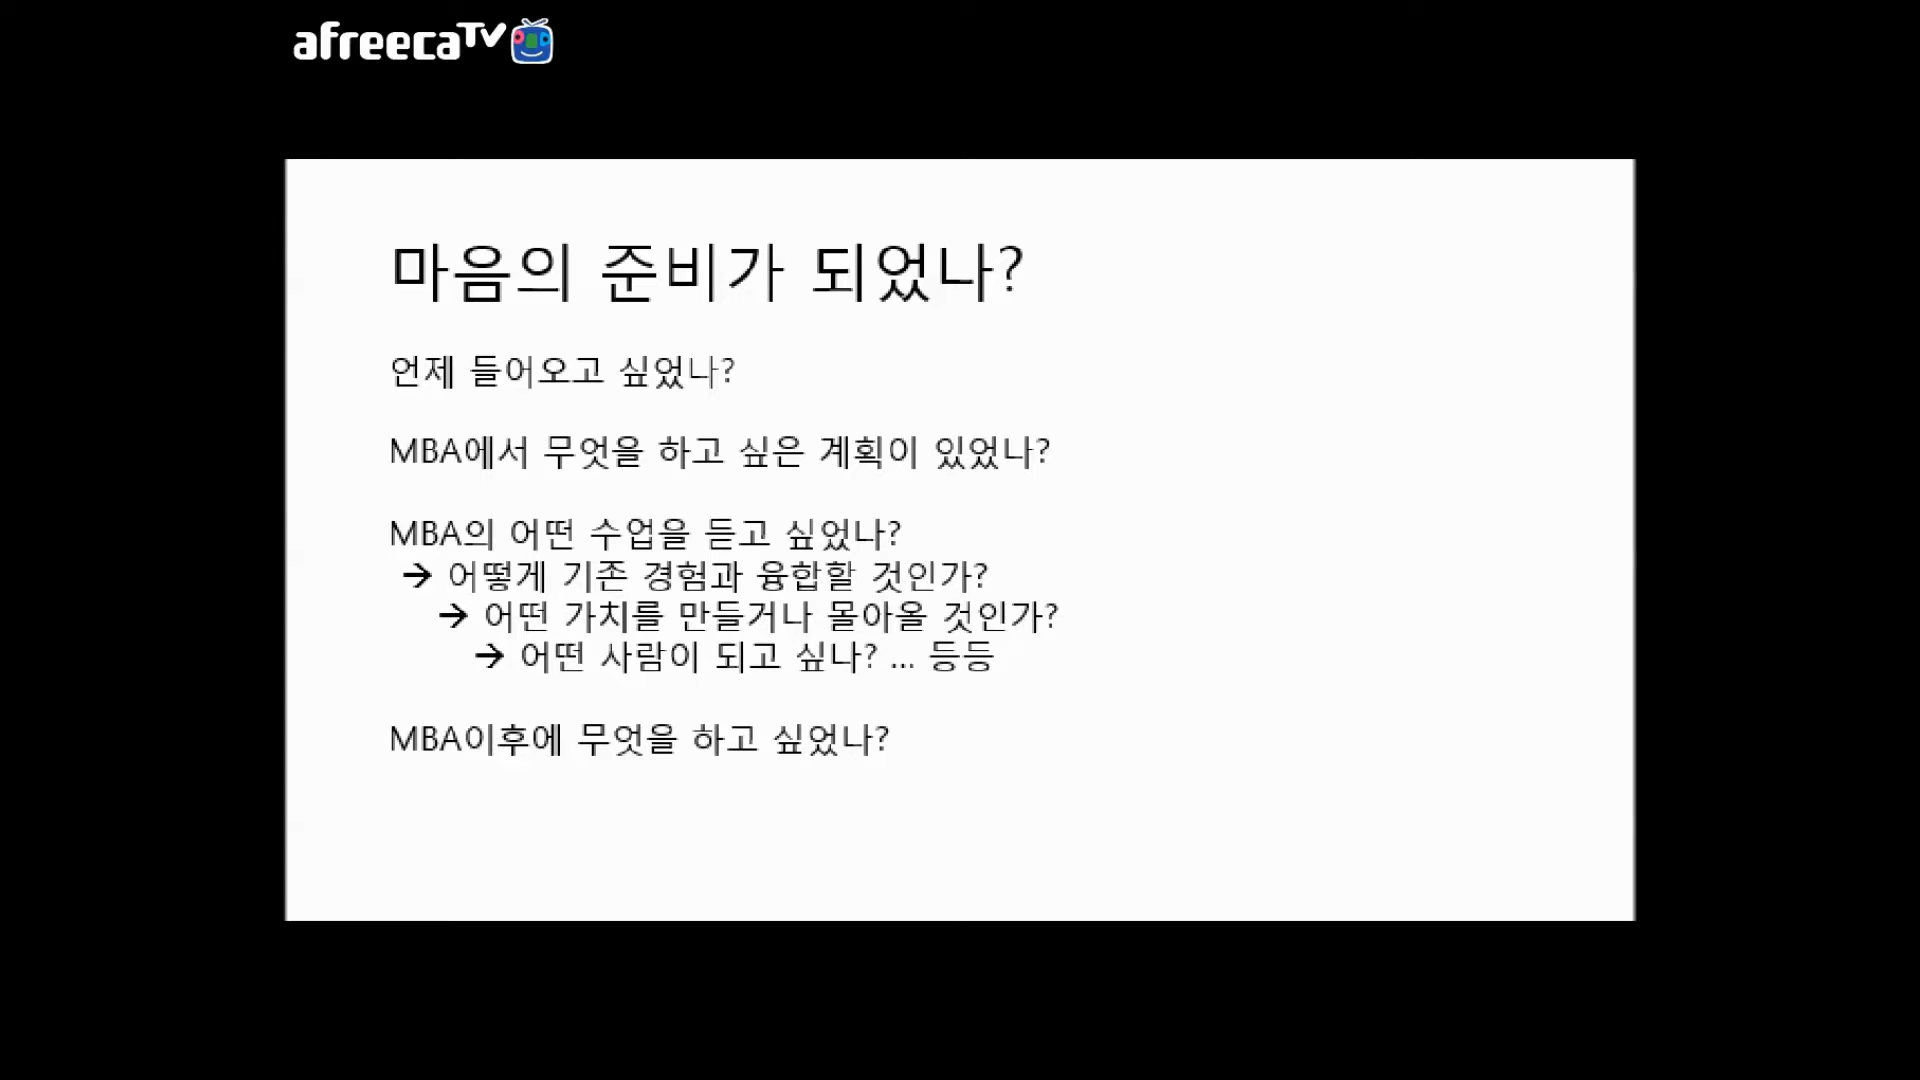 afreecaTV
마음의 준비가 되었나?
언제 들어오고 싶었나?
MBA에서 무엇을 하고 싶은 계획이 있었나?
MBA의 어떤 수업을 듣고 싶었나?
→ 어떻게 기존 경험과 융합할 것인가?
→ 어떤 가치를 만들거나 몰아올 것인가?
→ 어떤 사람이 되고 싶나? ... 등등
MBA이후에 무엇을 하고 싶었나?